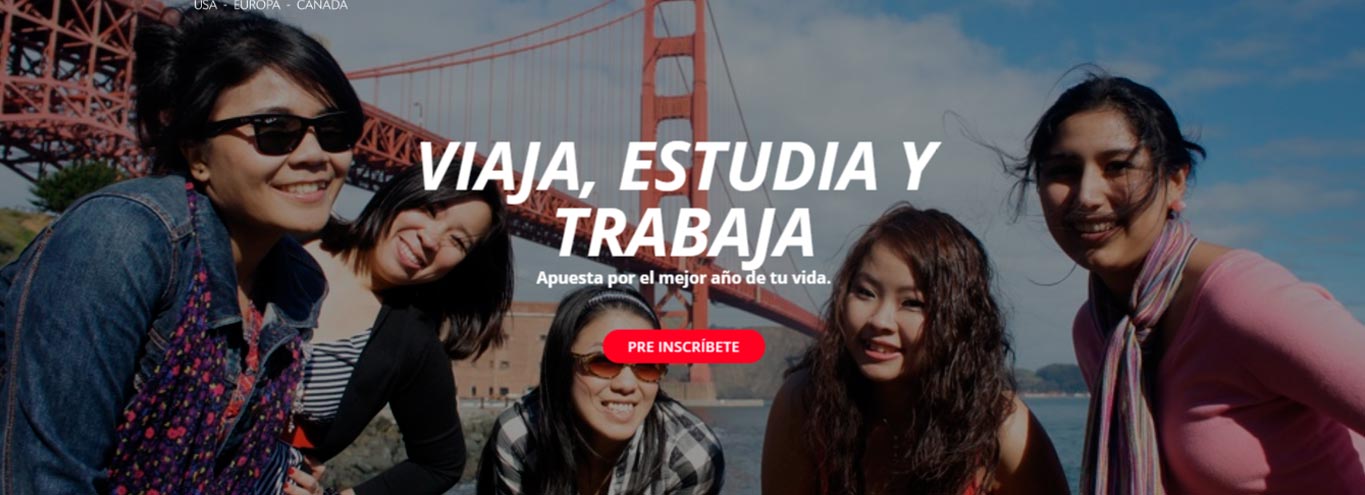 USA - EUROPA - CANADA
VIAJA, ESTUDIA Y
TRABAJA
Apuesta por el mejor año de tu vida.
PRE INSCRÍBETE